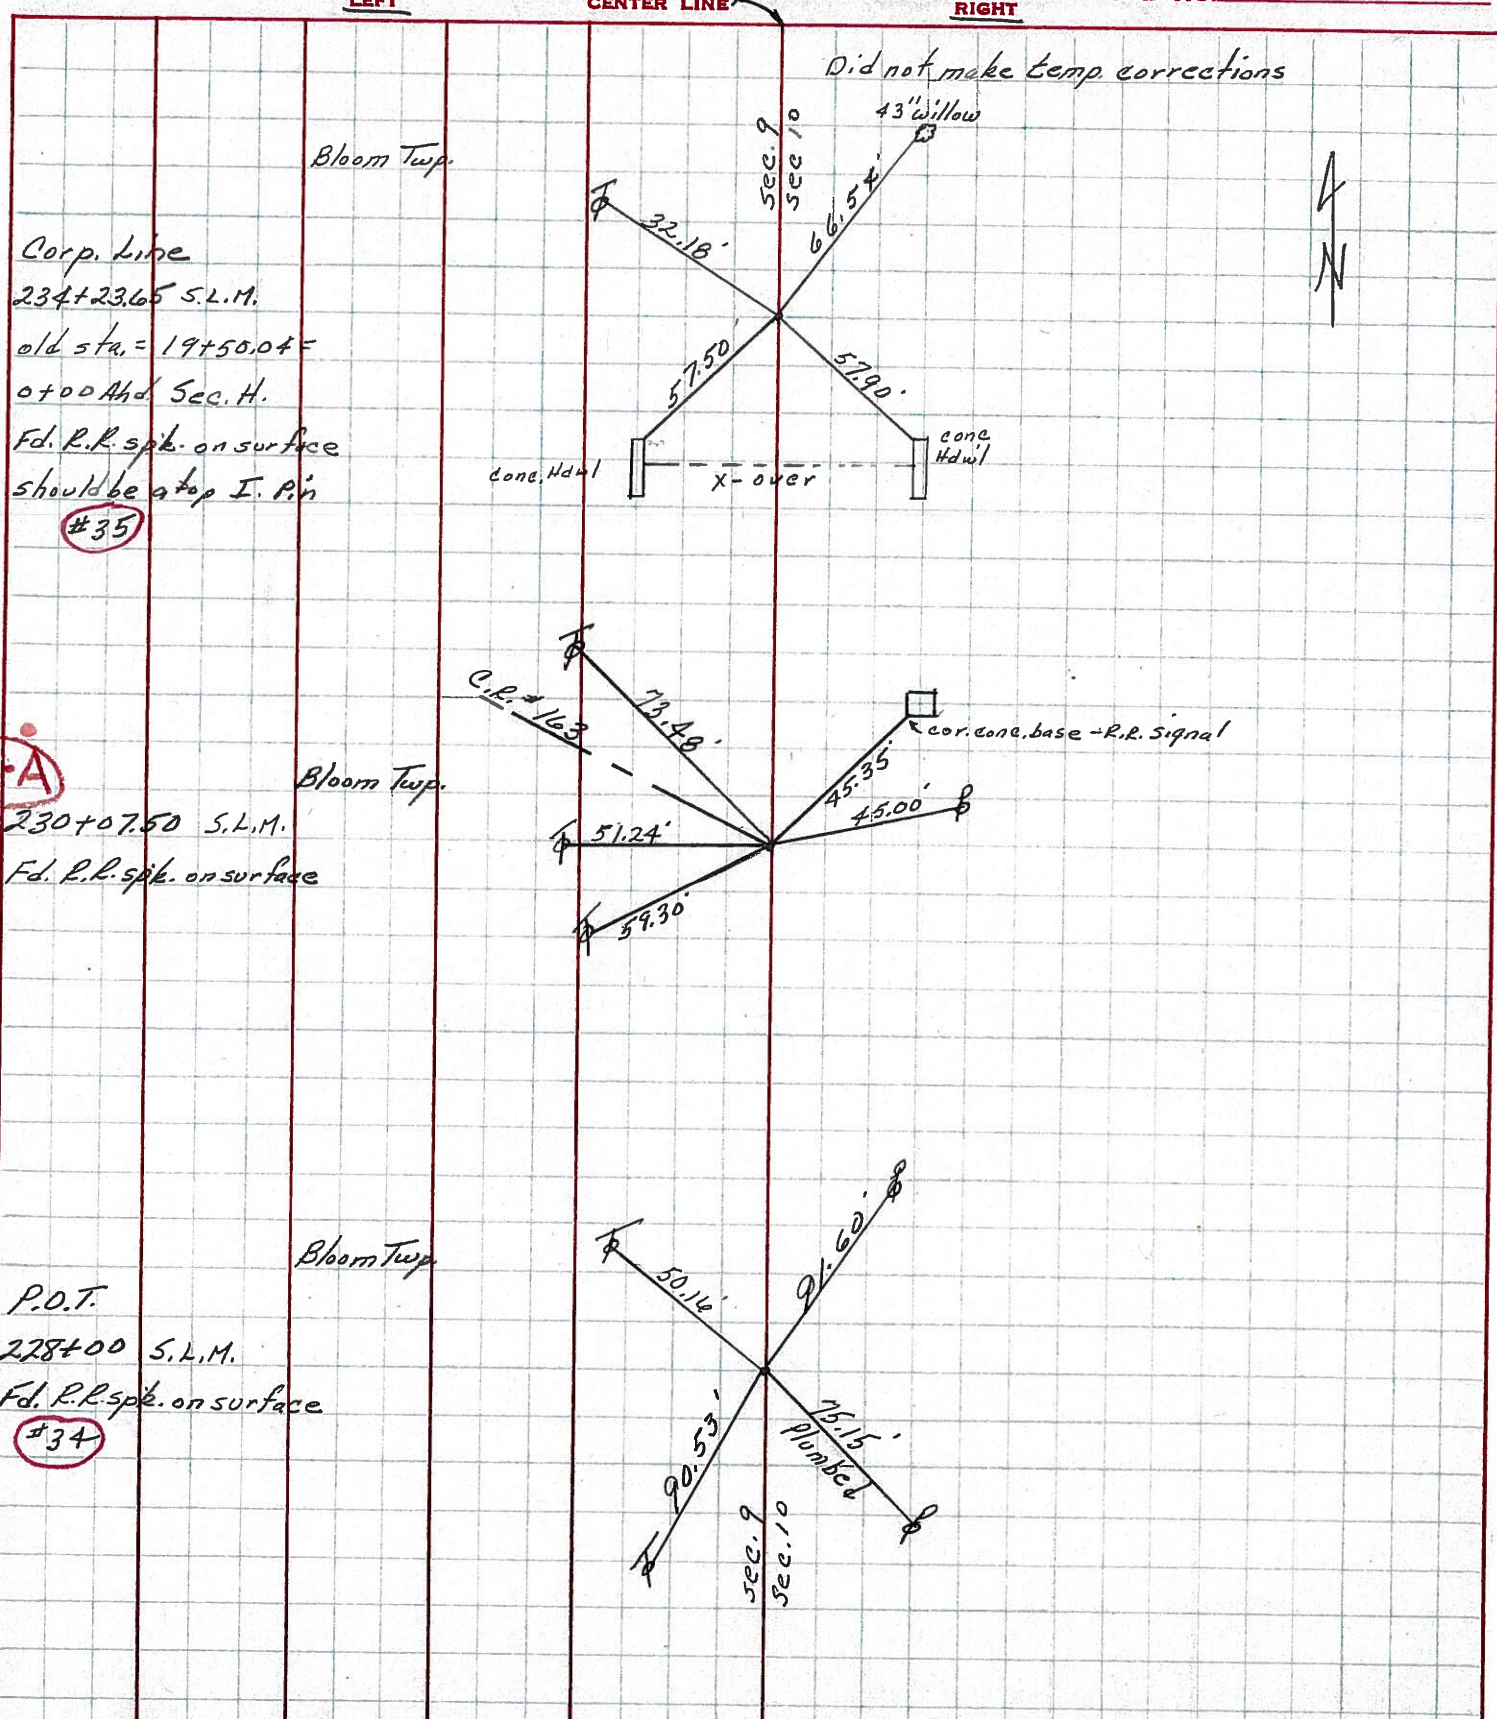 LEFT
CENTER LINE
RIGHT
Did not make temp. corrections
43" willow
Sec. 9
Sec 10
Bloom Twp.
32.18'
66.54'
N
Corp. Line
234+23.65 S.L.M.
old sta. = 19+50.04 =
0+00 Ahd. Sec. H.
Fd. R.R. spk. on surface
should be atop I. Pin
#35
57.50'
57.90'
conc. Hdwl
conc
Hdwl
X-over
C.R. #163
73.48'
cor. conc. base - R.R. signal
45.35'
45.00'
-A
Bloom Twp.
230+07.50 S.L.M.
Fd. R.R. spk. on surface
51.24'
59.30'
Bloom Twp.
50.16'
91.60'
P.O.T.
228+00 S.L.M.
Fd. R.R. spk. on surface
#34
90.53'
75.15'
plumbed
Sec. 9
Sec. 10